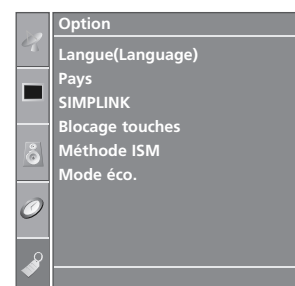 Option
Langue(Language)
Pays
SIMPLINK
Blocage touches
Méthode ISM
Mode éco.